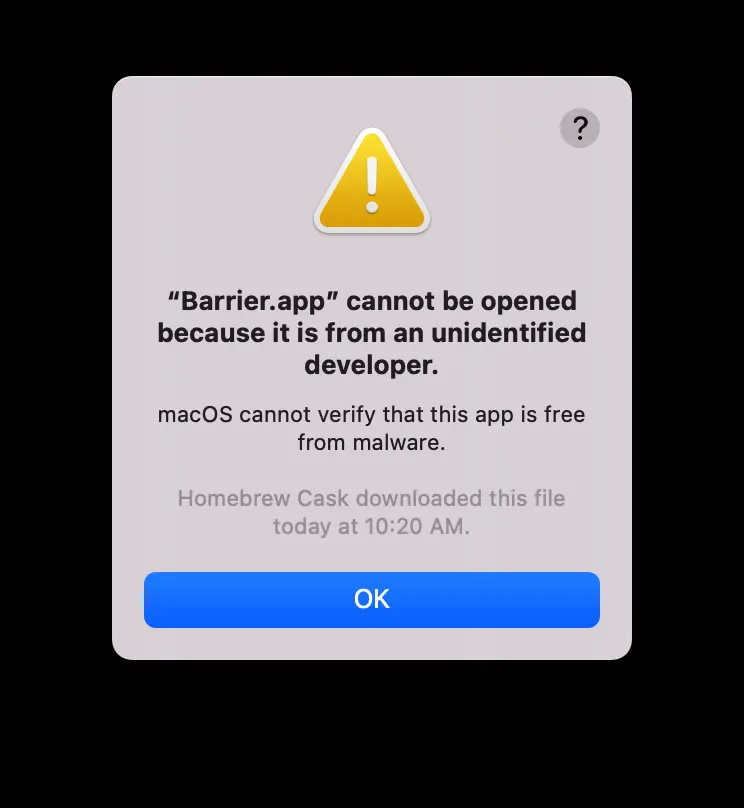 ?
“Barrier.app” cannot be opened
because it is from an unidentified
developer.
macOS cannot verify that this app is free
from malware.
Homebrew Cask downloaded this file
today at 10:20 AM.
OK